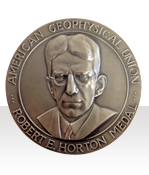 AMERICAN GEOPHYSICAL UNION
ROBERT E. HORTON MEDAL